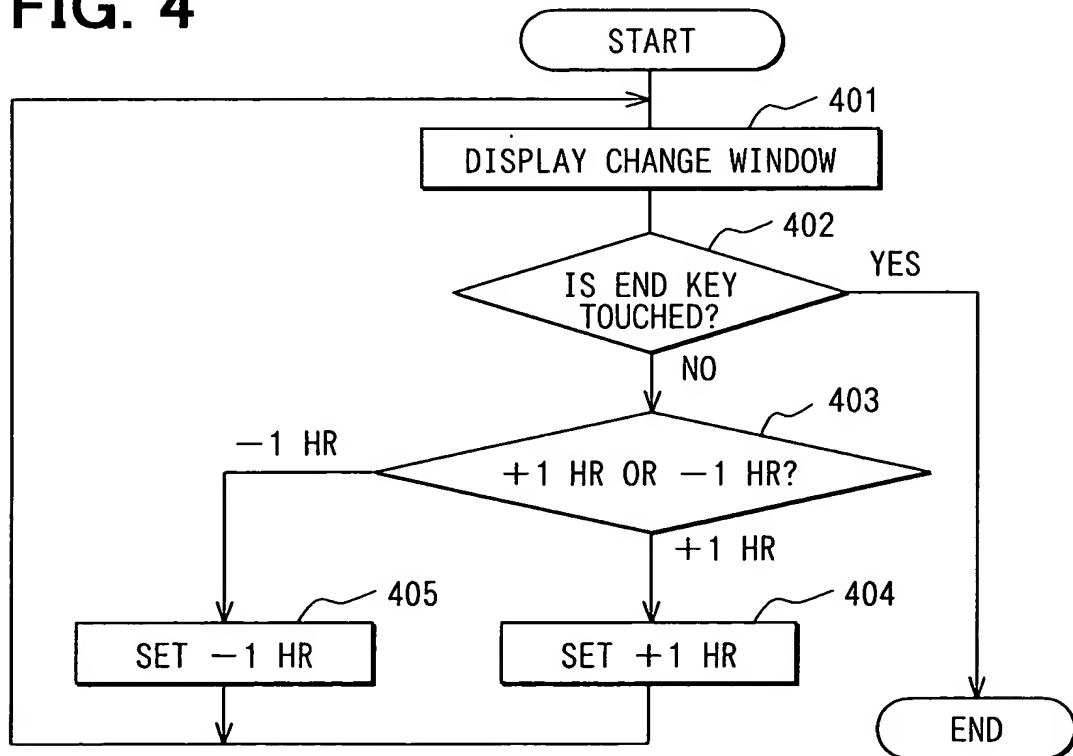 FIG. 4
START
401
DISPLAY CHANGE WINDOW
402
YES
IS END KEY
TOUCHED?
NO
403
－1 HR
＋1 HR OR －1 HR?
＋1 HR
405
404
SET －1 HR
SET ＋1 HR
END